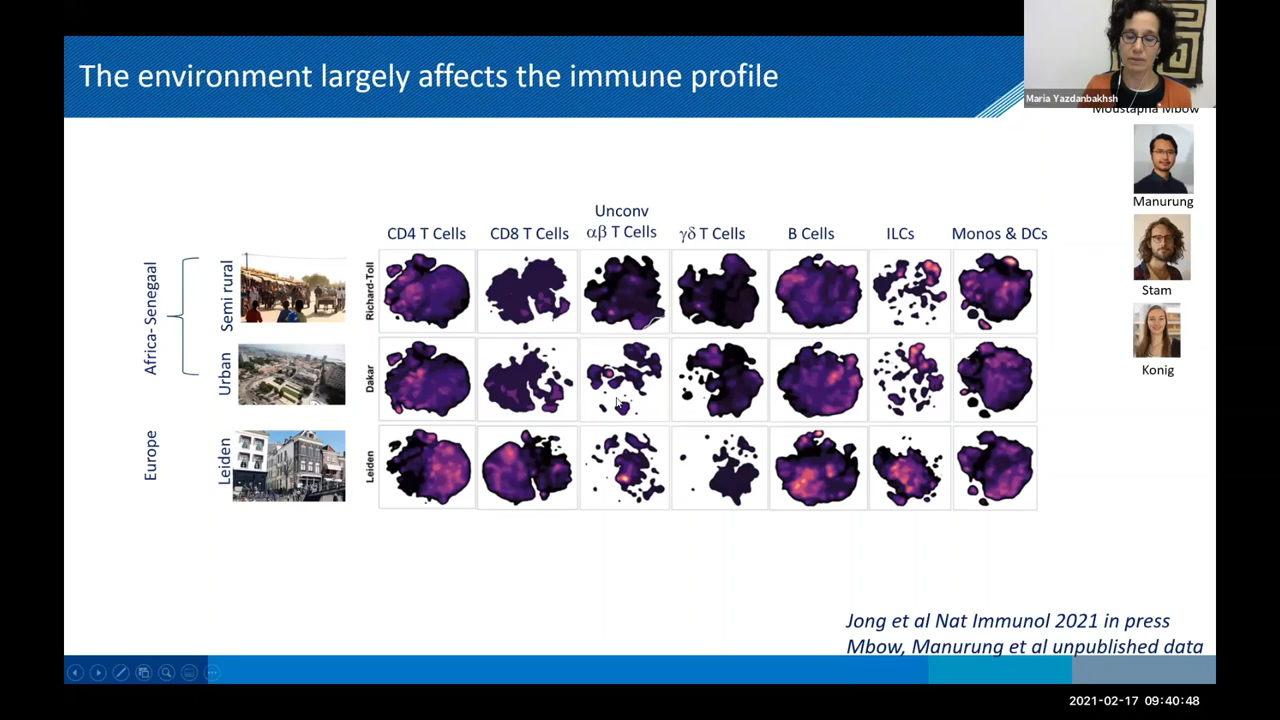 The environment largely affects the immune profile
Maria Yazdanbakhsh
Moustapha Mbow
Manurung
Stam
Konig
Unconv
CD4 T Cells
CD8 T Cells
αβ T Cells
γδ T Cells
B Cells
ILCs
Monos & DCs
Africa- Senegaal
Semi rural
Richard-Toll
Urban
Dakar
Europe
Leiden
Leiden
Jong et al Nat Immunol 2021 in press
Mbow, Manurung et al unpublished data
2021-02-17 09:40:48